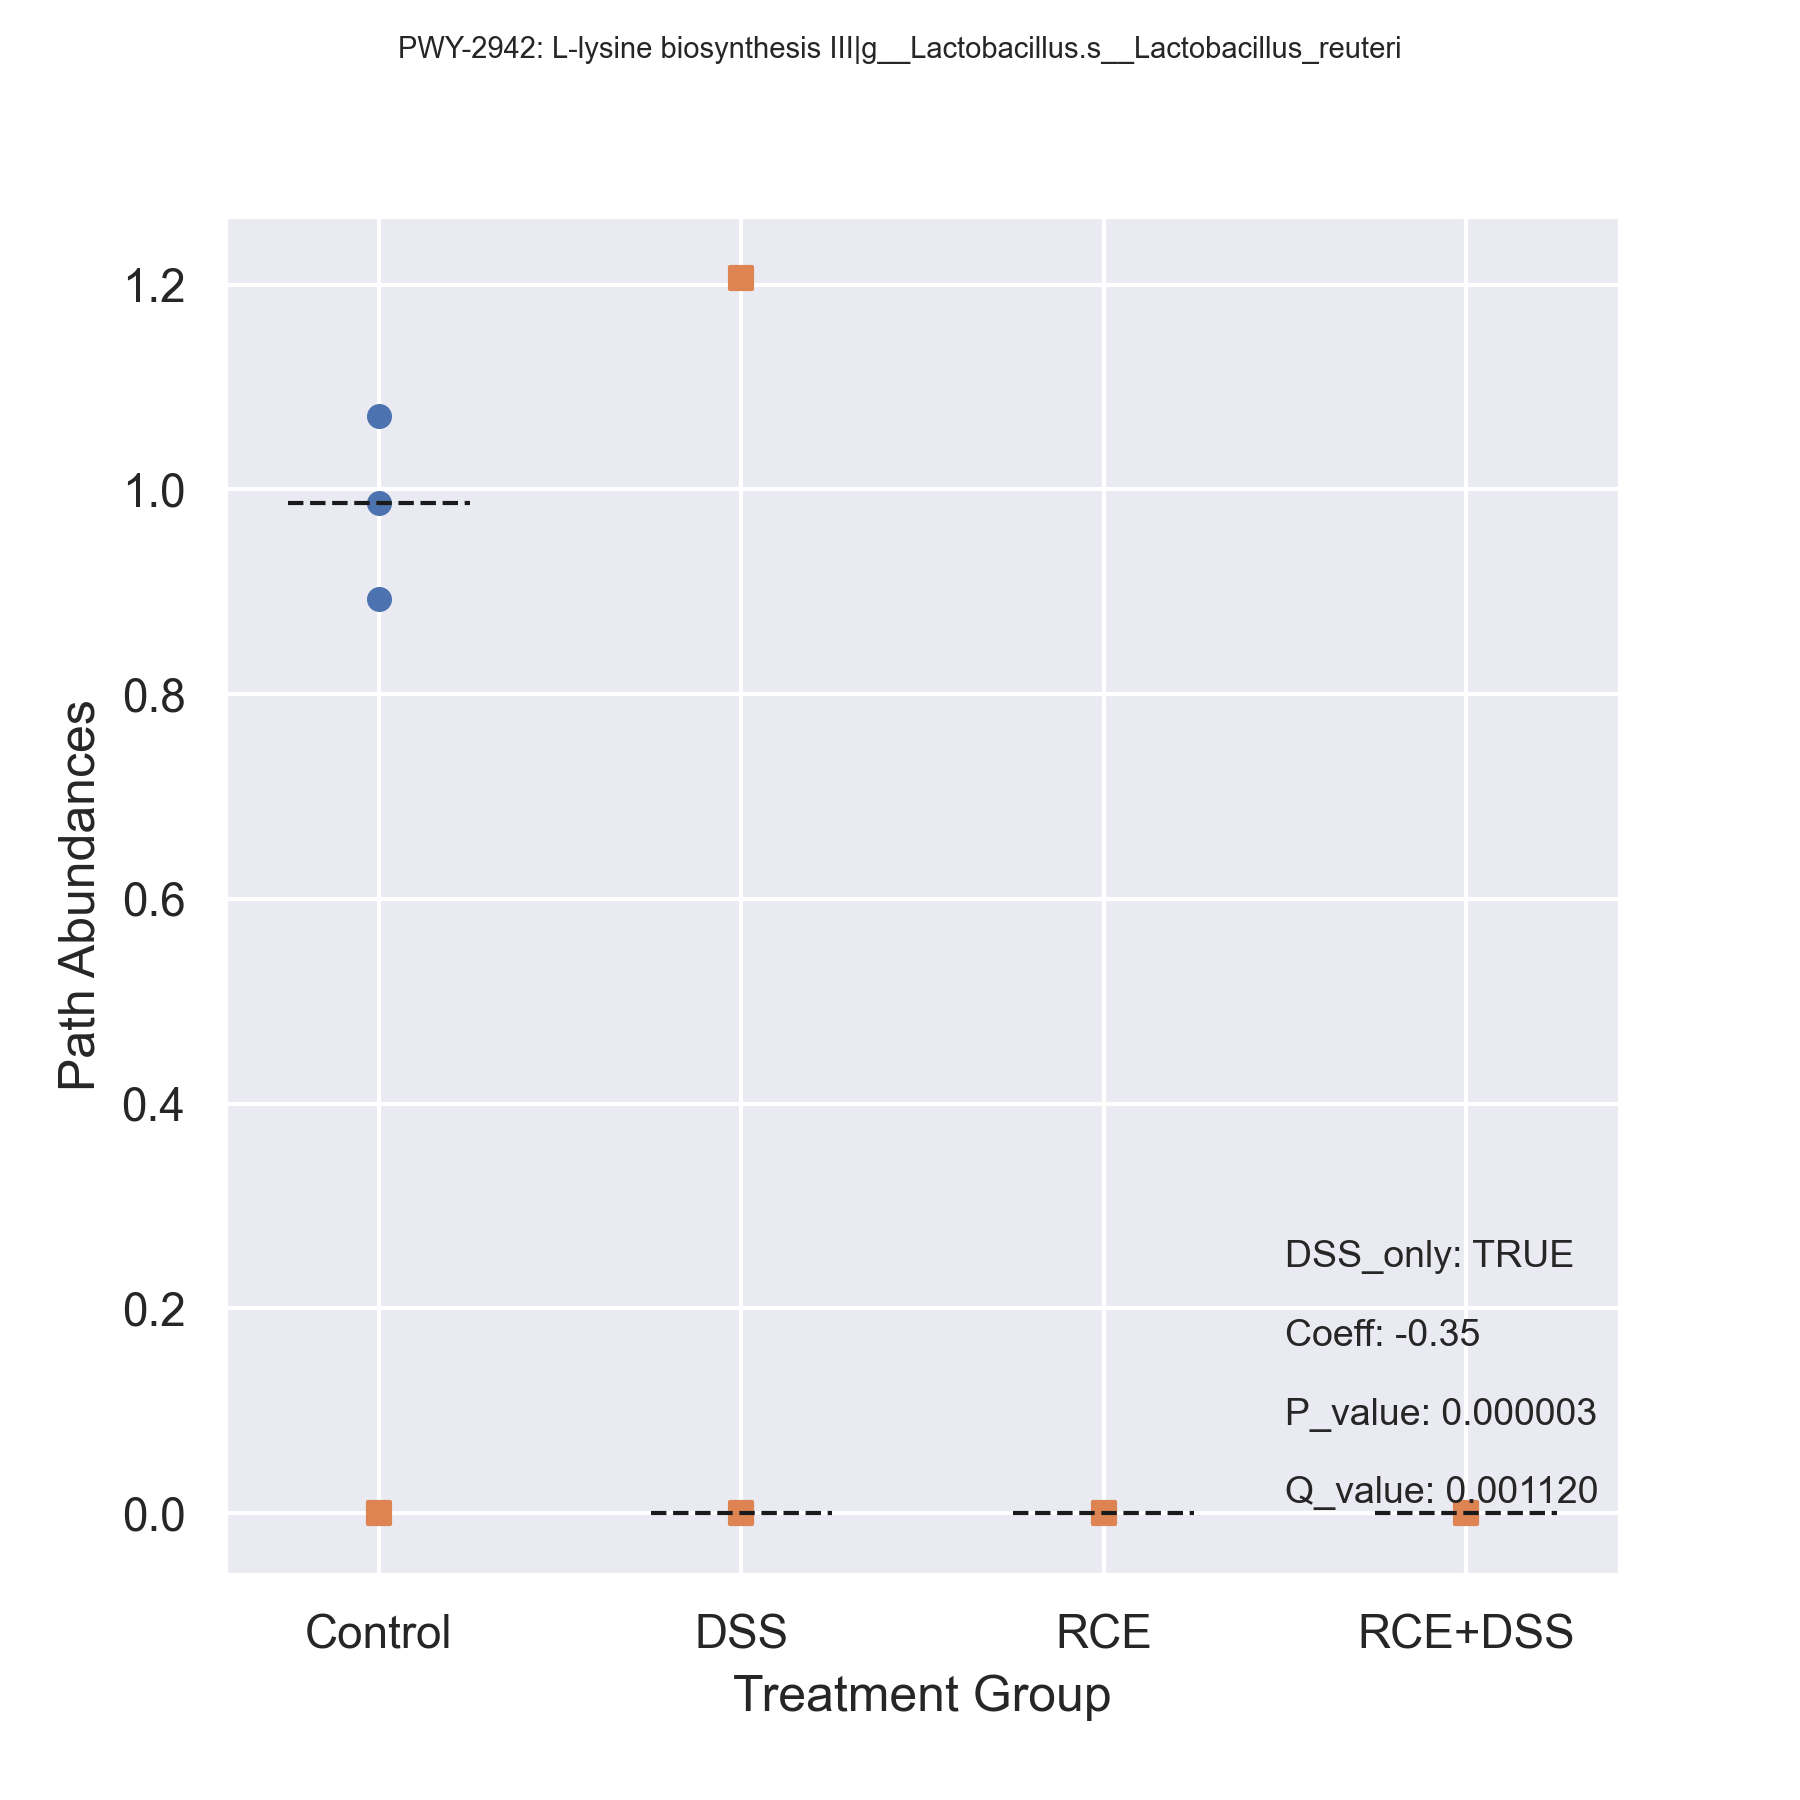 PWY-2942: L-lysine biosynthesis III|g__Lactobacillus.s__Lactobacillus_reuteri
1.2
1.0
0.8
0.6
0.4
0.2
0.0
Path Abundances
DSS_only: TRUE
Coeff: -0.35
P_value: 0.000003
Q_value: 0.001120
Control
DSS
RCE
RCE+DSS
Treatment Group